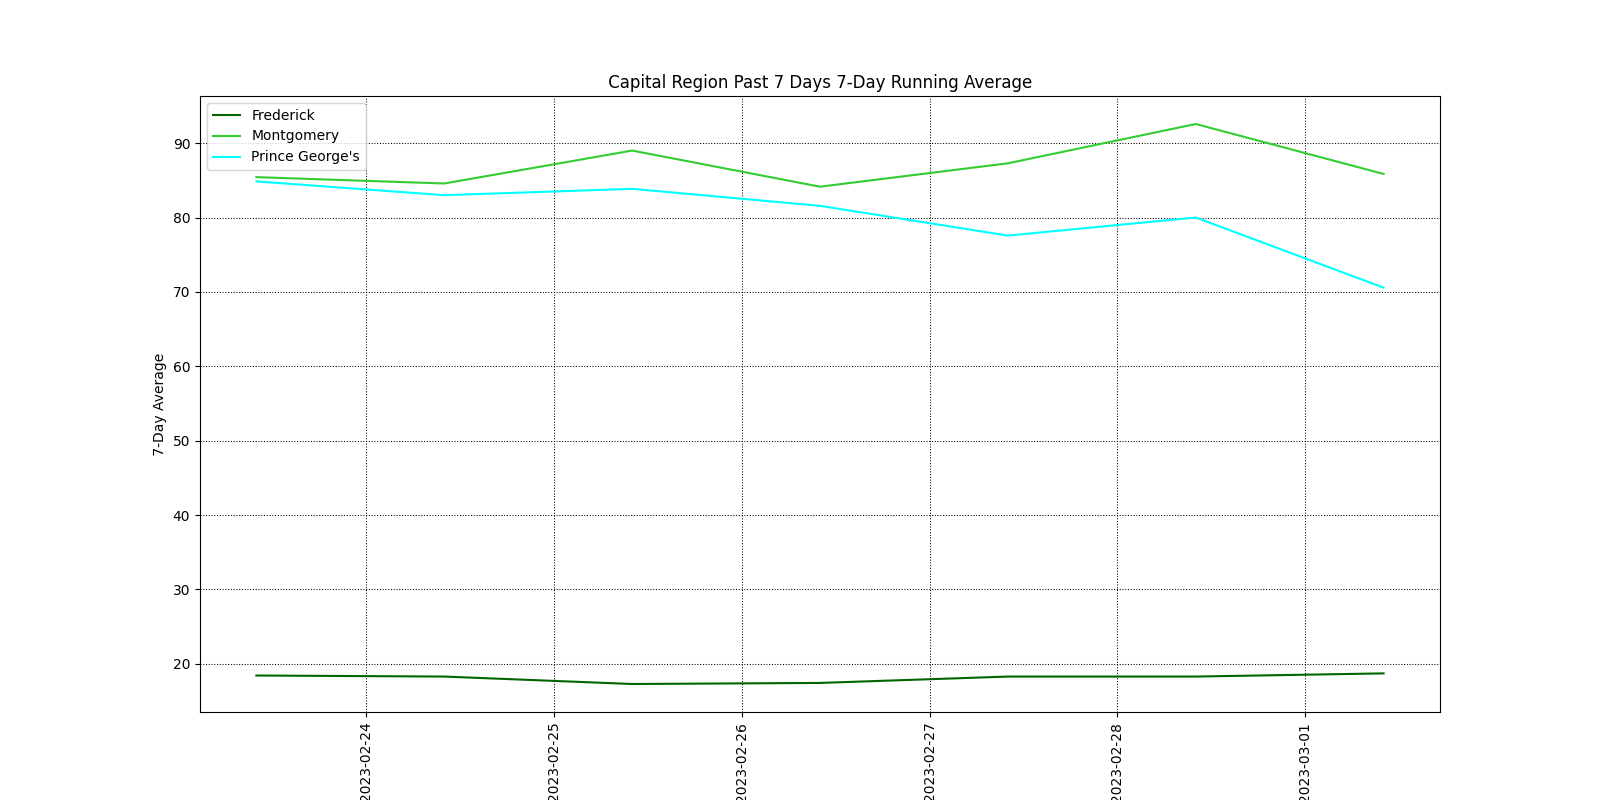 Capital Region Past 7 Days 7-Day Running Average
Frederick
Montgomery
Prince George's
90
80
70
60
50
40
30
20
7-Day Average
2023-02-24
2023-02-25
2023-02-26
2023-02-27
2023-02-28
2023-03-01